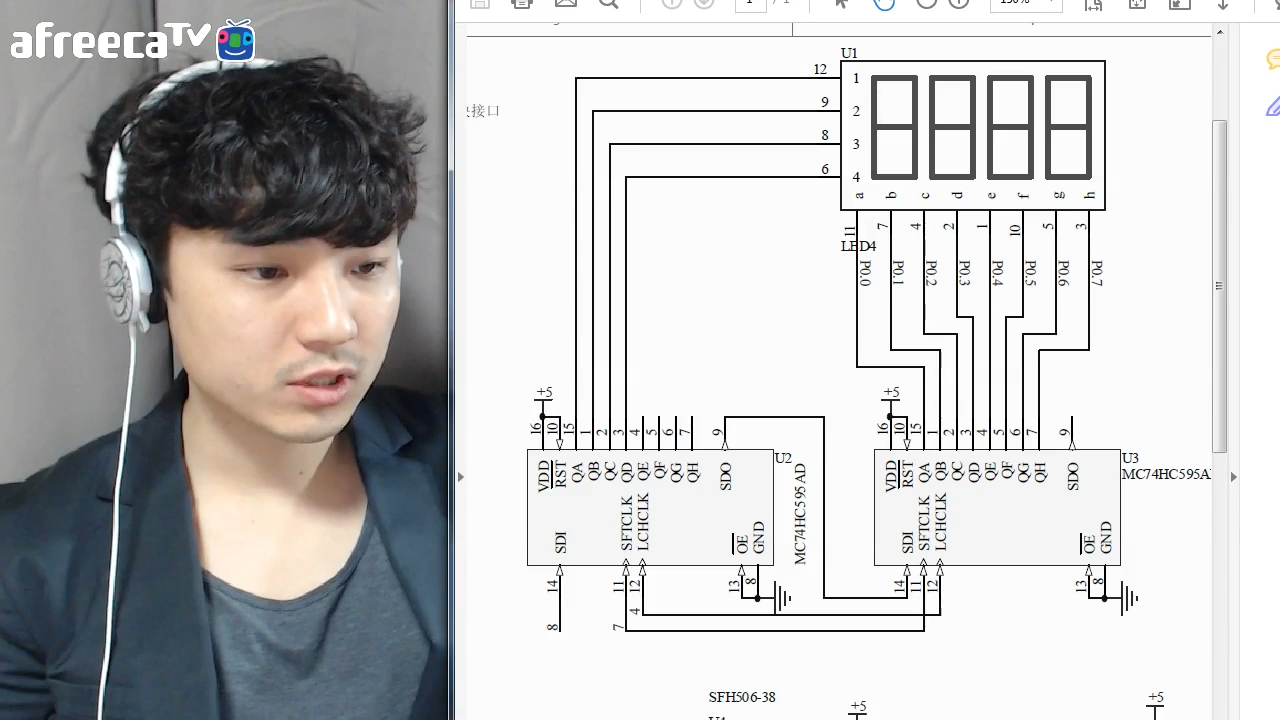 afreecaTV
U1
12
9
8
6
1
2
3
4
a b c d e f g h
11 7 4 2 1 10 5 3
LED4
P0.0 P0.1 P0.2 P0.3 P0.4 P0.5 P0.6 P0.7
接口
+5 +5
16 10 15 1 2 3 4 5 6 7 9
16 10 15 1 2 3 4 5 6 7 9
VDD RST QA QB QC QD QE QF QG QH SDO
U2
MC74HC595AD
SDI SFTCLK LCHCLK OE GND
14 11 12 13 8
8 7 4
VDD RST QA QB QC QD QE QF QG QH SDO
U3
MC74HC595A
SDI SFTCLK LCHCLK OE GND
14 11 12 13 8
SFH506-38
+5 +5